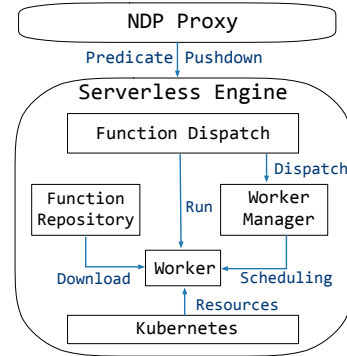 NDP Proxy
Predicate Pushdown
Serverless Engine
Function Dispatch
Dispatch
Run
Function
Repository
Worker
Manager
Download
Worker
Scheduling
Resources
Kubernetes